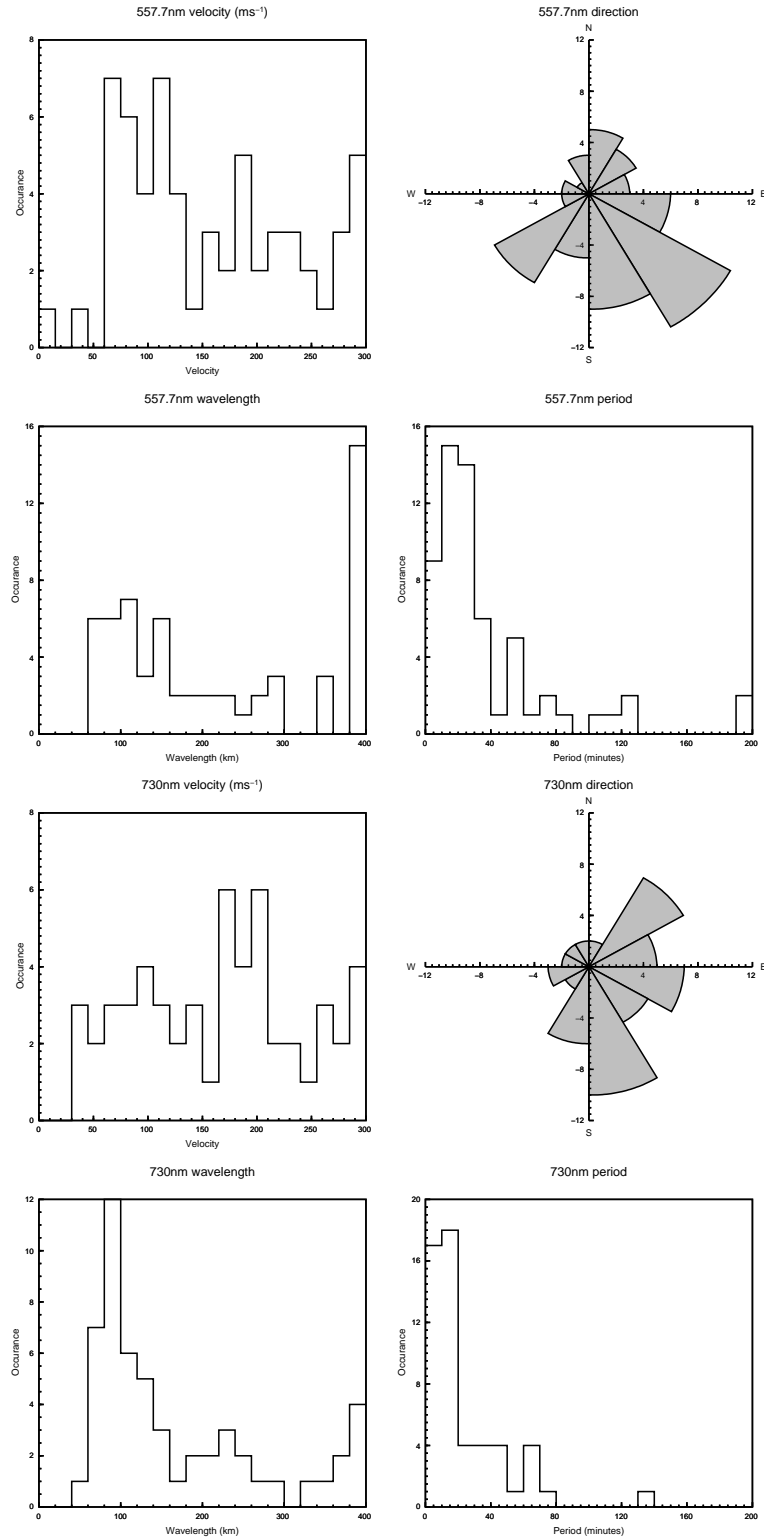 557.7nm velocity (ms⁻¹)
8
6
4
2
0
Occurance
0 50 100 150 200 250 300
Velocity
557.7nm direction
N
12
8
4
W
−12 −8 −4 4 8 12
E
−4
−8
−12
S
557.7nm wavelength
16
12
8
4
0
Occurance
0 100 200 300 400
Wavelength (km)
557.7nm period
16
12
8
4
0
Occurance
0 40 80 120 160 200
Period (minutes)
730nm velocity (ms⁻¹)
8
6
4
2
0
Occurance
0 50 100 150 200 250 300
Velocity
730nm direction
N
12
8
4
W
−12 −8 −4 4 8 12
E
−4
−8
−12
S
730nm wavelength
12
10
8
6
4
2
0
Occurance
0 100 200 300 400
Wavelength (km)
730nm period
20
16
12
8
4
0
Occurance
0 40 80 120 160 200
Period (minutes)